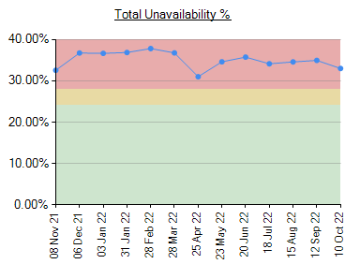 Total Unavailability %
40.00%
30.00%
20.00%
10.00%
0.00%
08 Nov 21
06 Dec 21
03 Jan 22
31 Jan 22
28 Feb 22
28 Mar 22
25 Apr 22
23 May 22
20 Jun 22
18 Jul 22
15 Aug 22
12 Sep 22
10 Oct 22